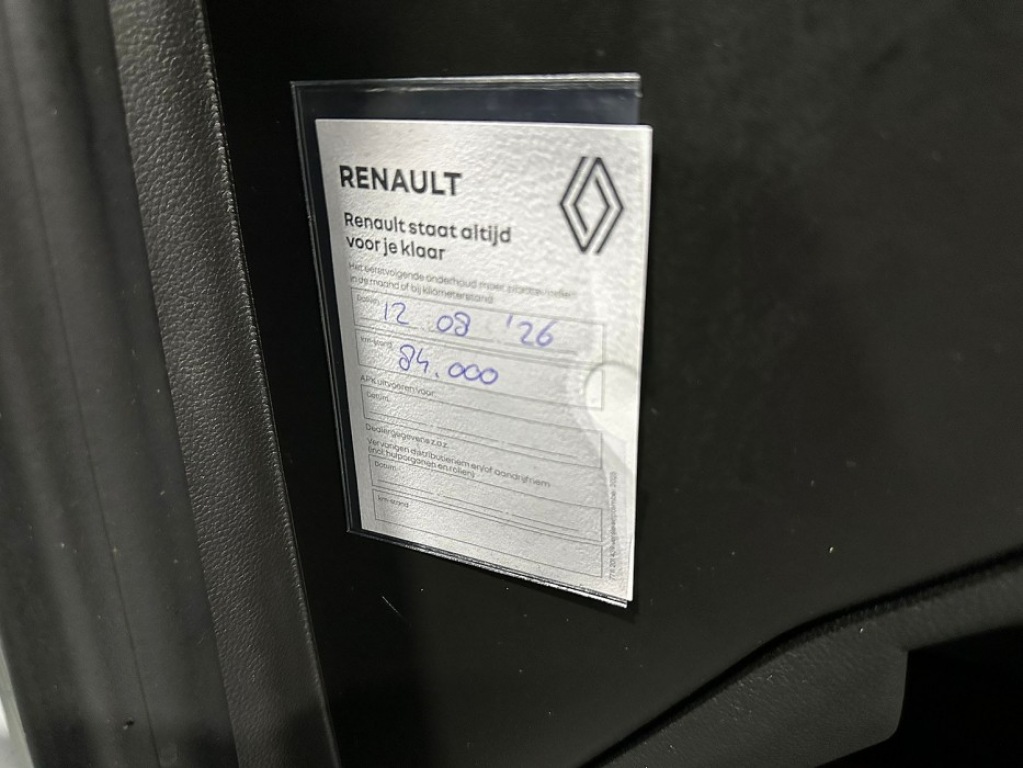 RENAULT
Renault staat altijd
voor je klaar
Het eerstvolgende onderhoud moet plaatsvinden
in de maand of bij kilometerstand
Datum
12 08 '26
km-stand
84.000
APK uitvoeren voor
Datum
Dealergegevens z.o.z.
Vervangen distributieriem en/of aandrijfriem
(incl. hulporganen en rollen)
Datum
km-stand